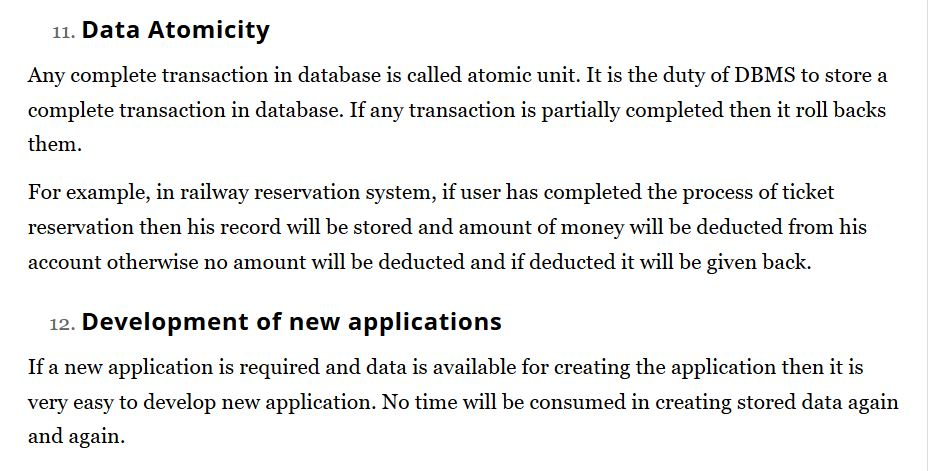 11. Data Atomicity
Any complete transaction in database is called atomic unit. It is the duty of DBMS to store a
complete transaction in database. If any transaction is partially completed then it roll backs
them.
For example, in railway reservation system, if user has completed the process of ticket
reservation then his record will be stored and amount of money will be deducted from his
account otherwise no amount will be deducted and if deducted it will be given back.
12. Development of new applications
If a new application is required and data is available for creating the application then it is
very easy to develop new application. No time will be consumed in creating stored data again
and again.